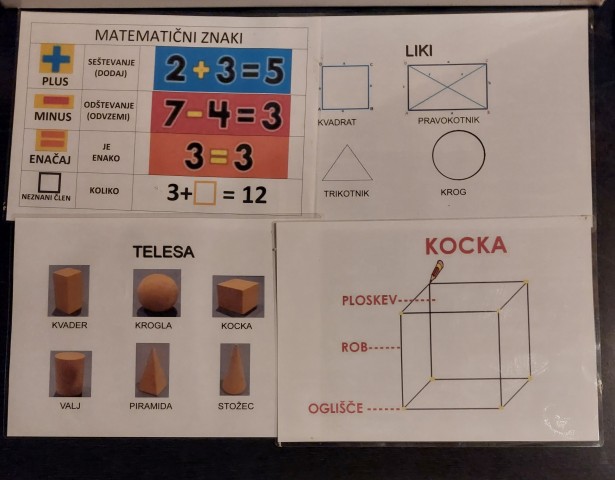 MATEMATIČNI ZNAKI
PLUS
SEŠTEVANJE
(DODAJ)
2+3=5
MINUS
ODŠTEVANJE
(ODVZEMI)
7-4=3
ENAČAJ
JE
ENAKO
3=3
NEZNANI ČLEN
KOLIKO
3+□ = 12
LIKI
KVADRAT
PRAVOKOTNIK
TRIKOTNIK
KROG
TELESA
KVADER
KROGLA
KOCKA
VALJ
PIRAMIDA
STOŽEC
KOCKA
PLOSKEV
ROB
OGLIŠČE